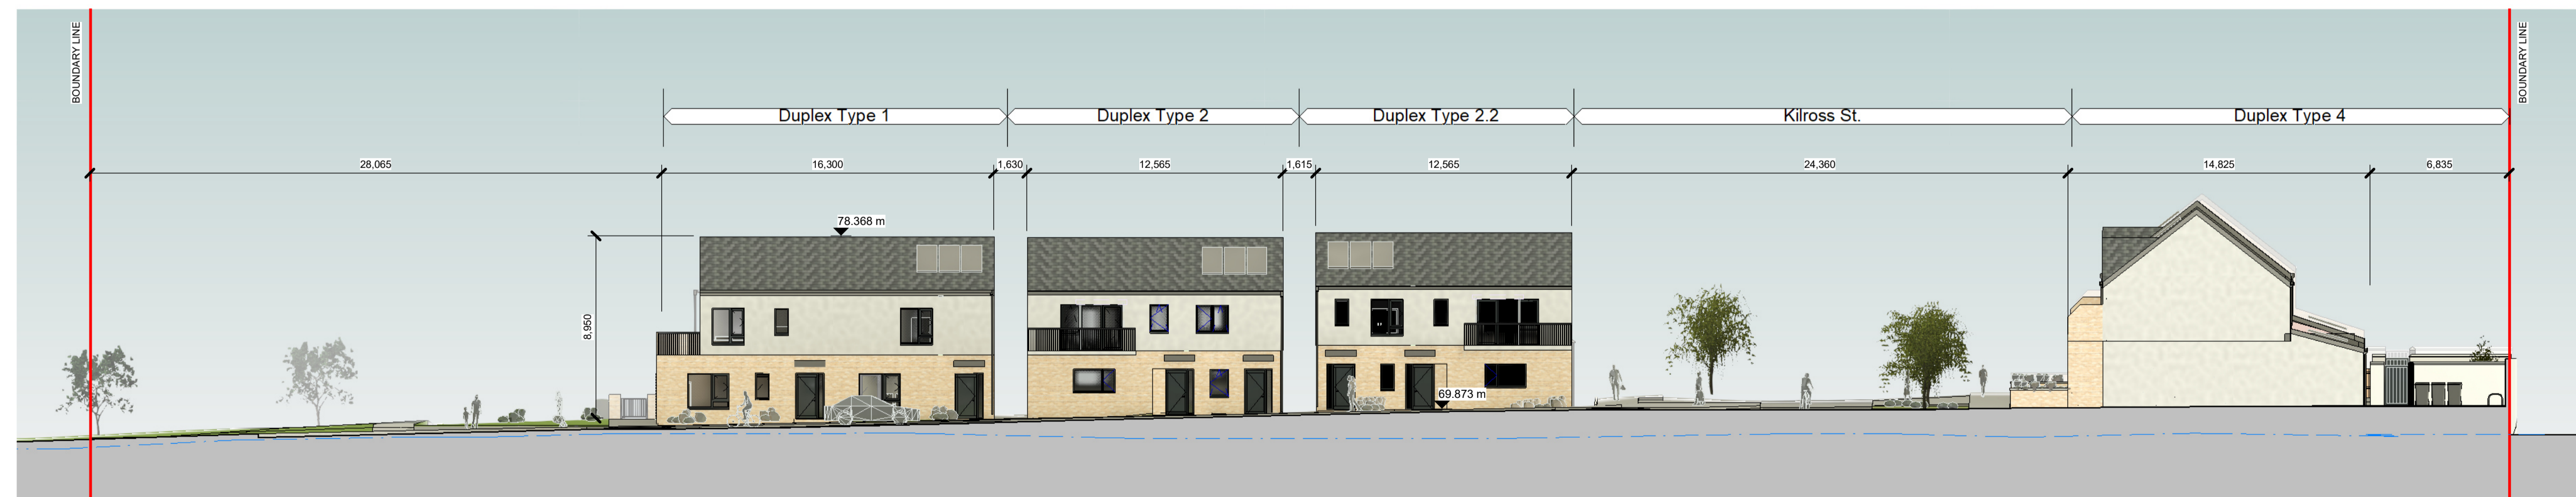 BOUNDARY LINE
BOUNDARY LINE
Duplex Type 1
Duplex Type 2
Duplex Type 2.2
Kilross St.
Duplex Type 4
28,065
16,300
1,630
12,565
1,615
12,565
24,360
14,825
6,835
78.368 m
8,950
69.873 m